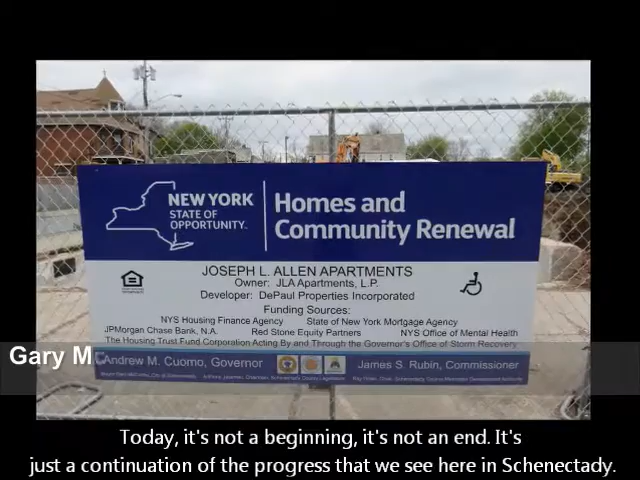 NEW YORK
STATE OF
OPPORTUNITY.
Homes and
Community Renewal
JOSEPH L. ALLEN APARTMENTS
Owner: JLA Apartments, L.P.
Developer: DePaul Properties Incorporated
Funding Sources:
NYS Housing Finance Agency State of New York Mortgage Agency
JPMorgan Chase Bank, N.A. Red Stone Equity Partners NYS Office of Mental Health
The Housing Trust Fund Corporation Acting By and Through the Governor's Office of Storm Recovery
Gary M
Andrew M. Cuomo, Governor James S. Rubin, Commissioner
Today, it's not a beginning, it's not an end. It's
just a continuation of the progress that we see here in Schenectady.